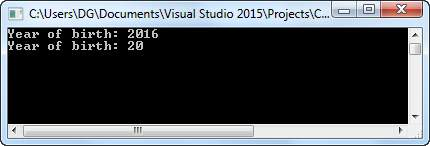 C:\Users\DG\Documents\Visual Studio 2015\Projects\C...
Year of birth: 2016
Year of birth: 20